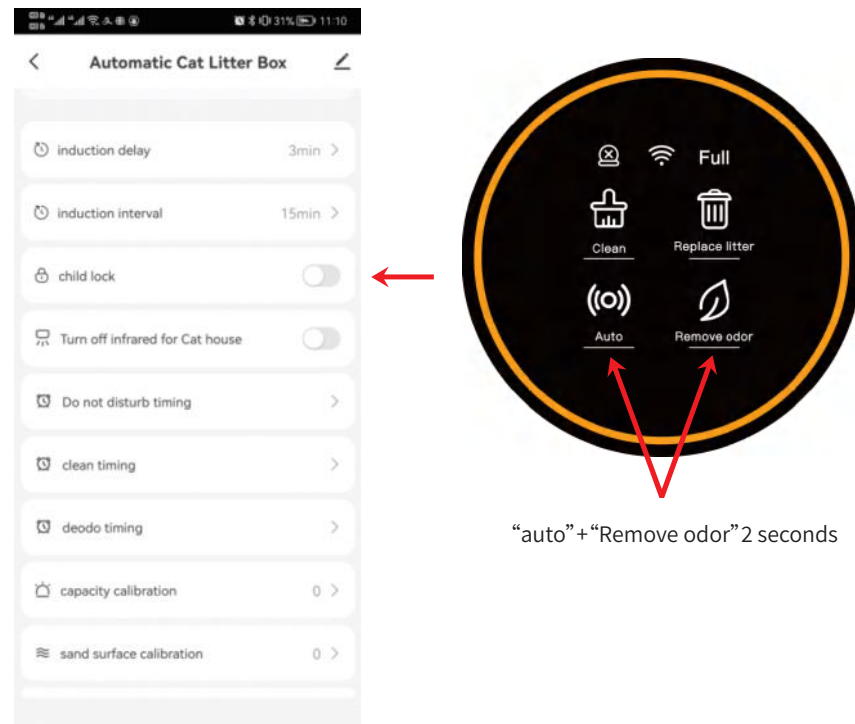 31% 11:10
Automatic Cat Litter Box
induction delay 3min
induction interval 15min
child lock
Turn off infrared for Cat house
Do not disturb timing
clean timing
deodo timing
capacity calibration 0
sand surface calibration 0
Full
Clean Replace litter
Auto Remove odor
“auto”+“Remove odor”2 seconds